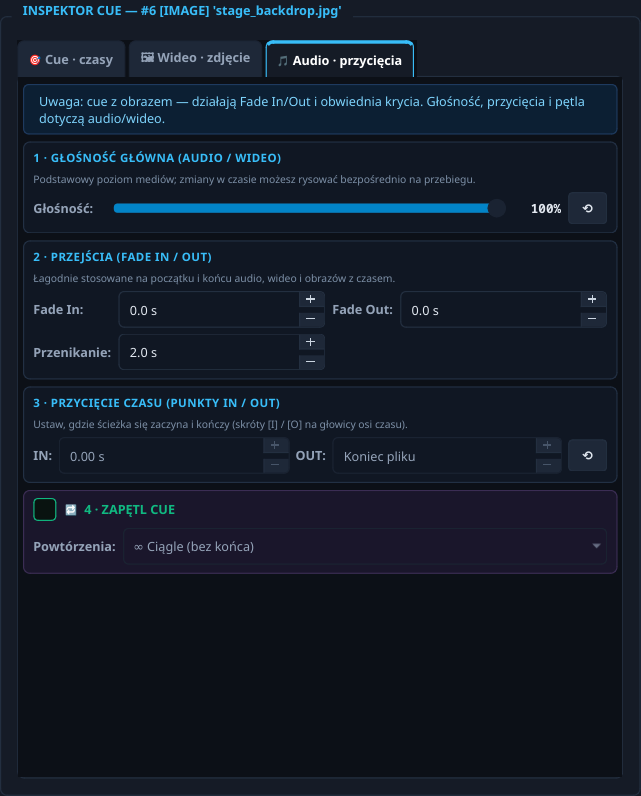 INSPEKTOR CUE — #6 [IMAGE] 'stage_backdrop.jpg'
🎯 Cue · czasy
🖼 Wideo · zdjęcie
🎵 Audio · przycięcia
Uwaga: cue z obrazem — działają Fade In/Out i obwiednia krycia. Głośność, przycięcia i pętla
dotyczą audio/wideo.
1 · GŁOŚNOŚĆ GŁÓWNA (AUDIO / WIDEO)
Podstawowy poziom mediów; zmiany w czasie możesz rysować bezpośrednio na przebiegu.
Głośność: 100% ⟲
2 · PRZEJŚCIA (FADE IN / OUT)
Łagodnie stosowane na początku i końcu audio, wideo i obrazów z czasem.
Fade In: 0.0 s + − Fade Out: 0.0 s + −
Przenikanie: 2.0 s + −
3 · PRZYCIĘCIE CZASU (PUNKTY IN / OUT)
Ustaw, gdzie ścieżka się zaczyna i kończy (skróty [I] / [O] na głowicy osi czasu).
IN: 0.00 s + − OUT: Koniec pliku + − ⟲
🔁 4 · ZAPĘTL CUE
Powtórzenia: ∞ Ciągle (bez końca)